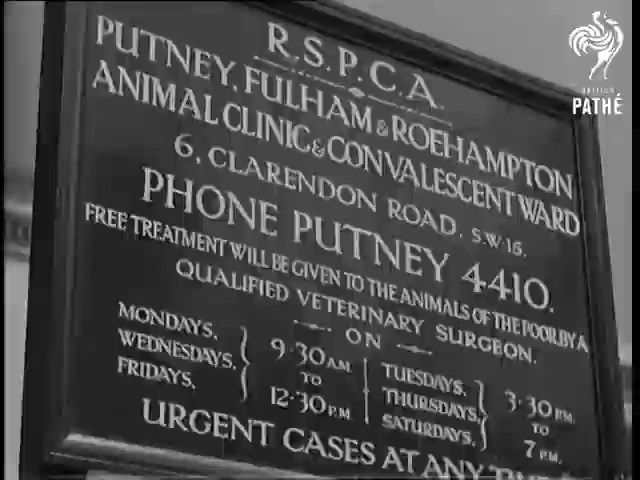 R.S.P.C.A.
PUTNEY, FULHAM & ROEHAMPTON
ANIMAL CLINIC & CONVALESCENT WARD
6, CLARENDON ROAD, S.W.15.
PHONE PUTNEY 4410.
FREE TREATMENT WILL BE GIVEN TO THE ANIMALS OF THE POOR, BY A
QUALIFIED VETERINARY SURGEON.
ON
MONDAYS,
WEDNESDAYS,
FRIDAYS,
9.30 A.M.
TO
12.30 P.M.
TUESDAYS,
THURSDAYS,
SATURDAYS,
3.30 P.M.
TO
7 P.M.
URGENT CASES AT ANY
BRITISH
PATHÉ